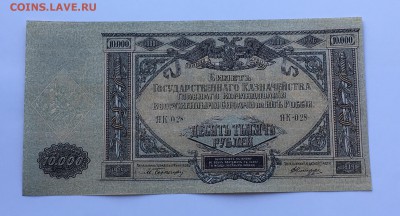 COINS.LAVE.RU
10.000
10.000
БИЛЕТЪ
ГОСУДАРСТВЕННАГО КАЗНАЧЕЙСТВА
ГЛАВНАГО КОМАНДОВАНІЯ
ВООРУЖЕННЫМИ СИЛАМИ НА ЮГѢ РОССІИ
ЯК-028
ЯК-028
ДЕСЯТЬ ТЫСЯЧЪ
РУБЛЕЙ
10.000